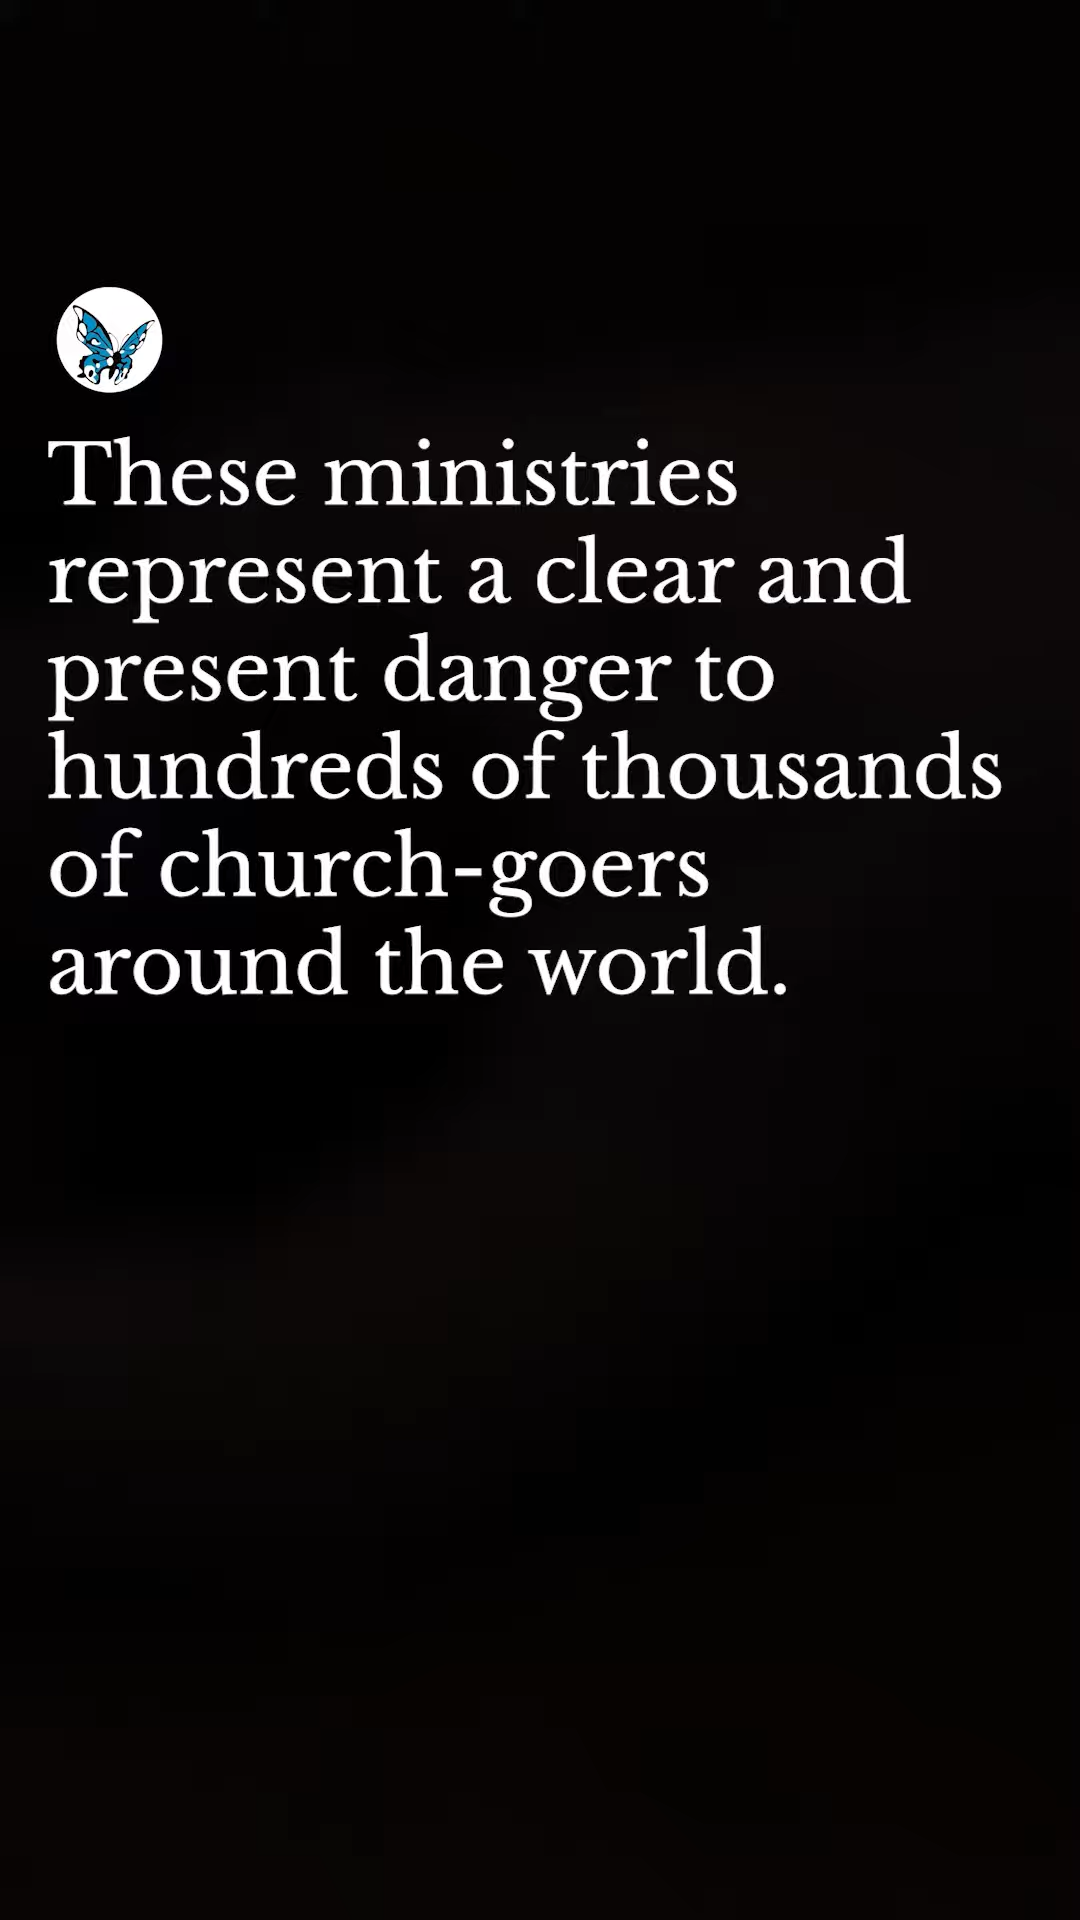 These ministries
represent a clear and
present danger to
hundreds of thousands
of church-goers
around the world.